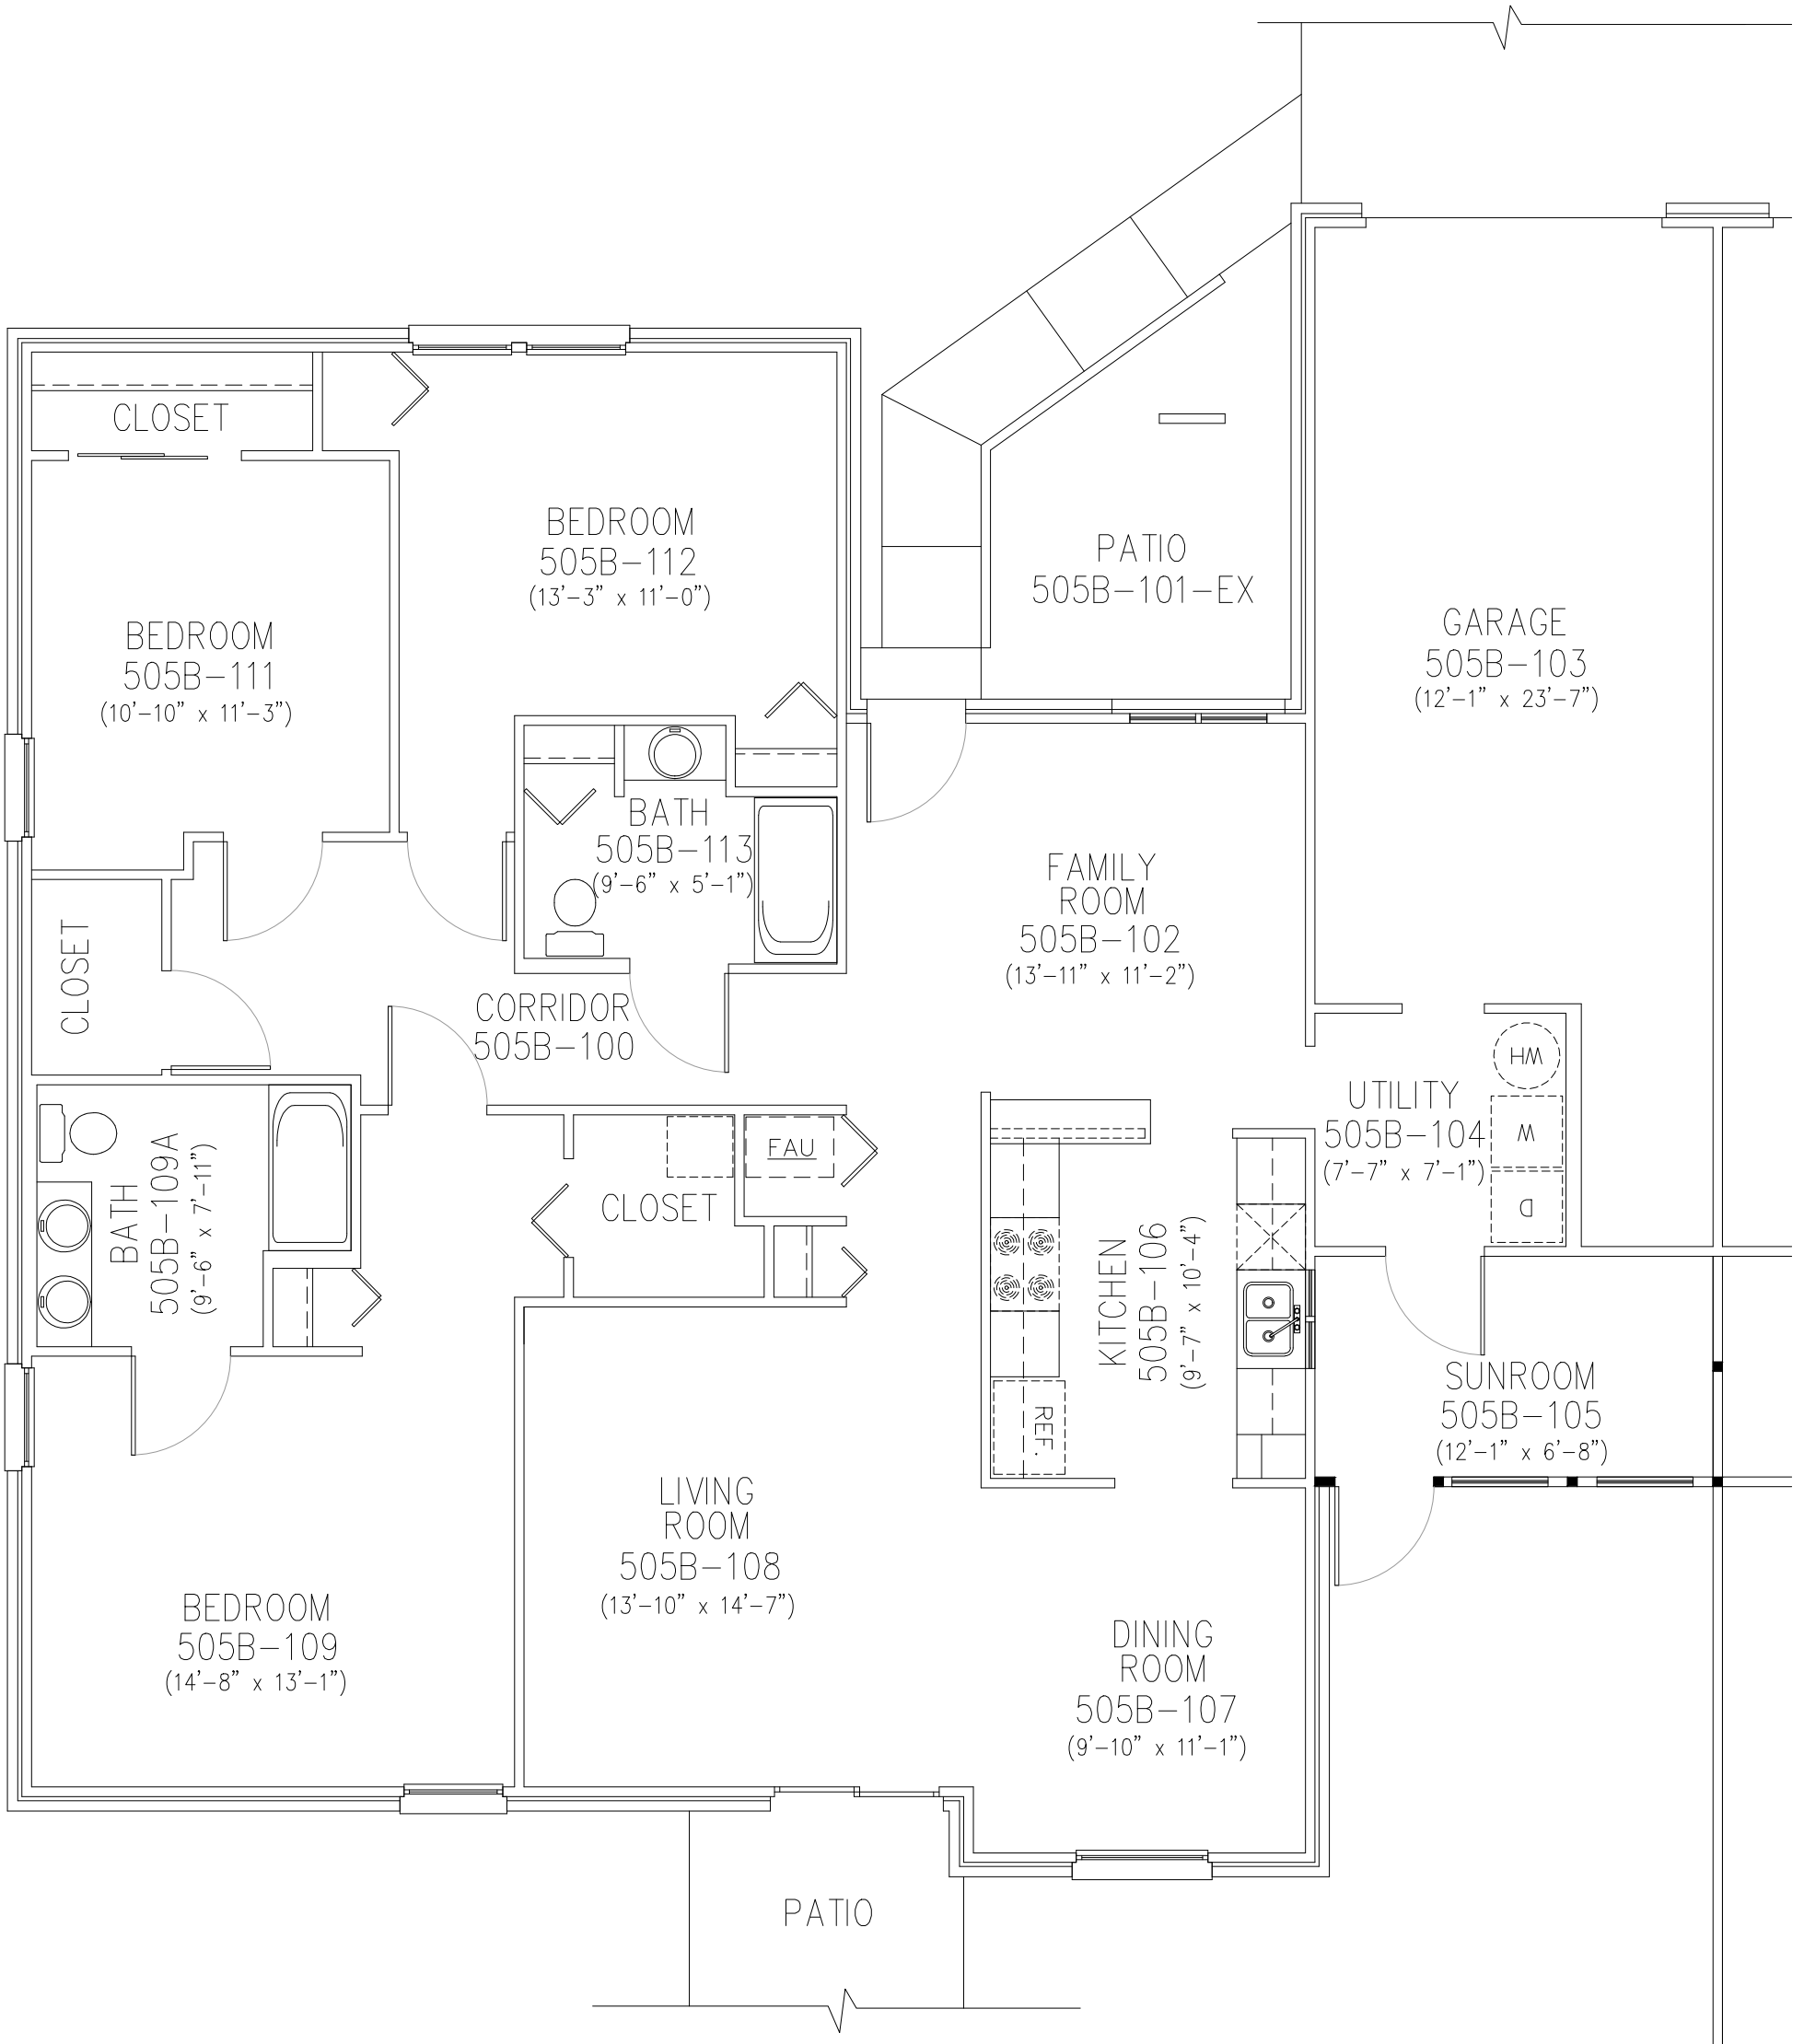 CLOSET
BEDROOM
505B-112
(13'-3" x 11'-0")
PATIO
505B-101-EX
BEDROOM
505B-111
(10'-10" x 11'-3")
GARAGE
505B-103
(12'-1" x 23'-7")
BATH
505B-113
(9'-6" x 5'-1")
FAMILY
ROOM
505B-102
(13'-11" x 11'-2")
CLOSET
CORRIDOR
505B-100
WH
UTILITY
505B-104
(7'-7" x 7'-1")
W
D
FAU
CLOSET
BATH
505B-109A
(9'-6" x 7'-11")
KITCHEN
505B-106
(9'-7" x 10'-4")
REF.
SUNROOM
505B-105
(12'-1" x 6'-8")
LIVING
ROOM
505B-108
(13'-10" x 14'-7")
BEDROOM
505B-109
(14'-8" x 13'-1")
DINING
ROOM
505B-107
(9'-10" x 11'-1")
PATIO